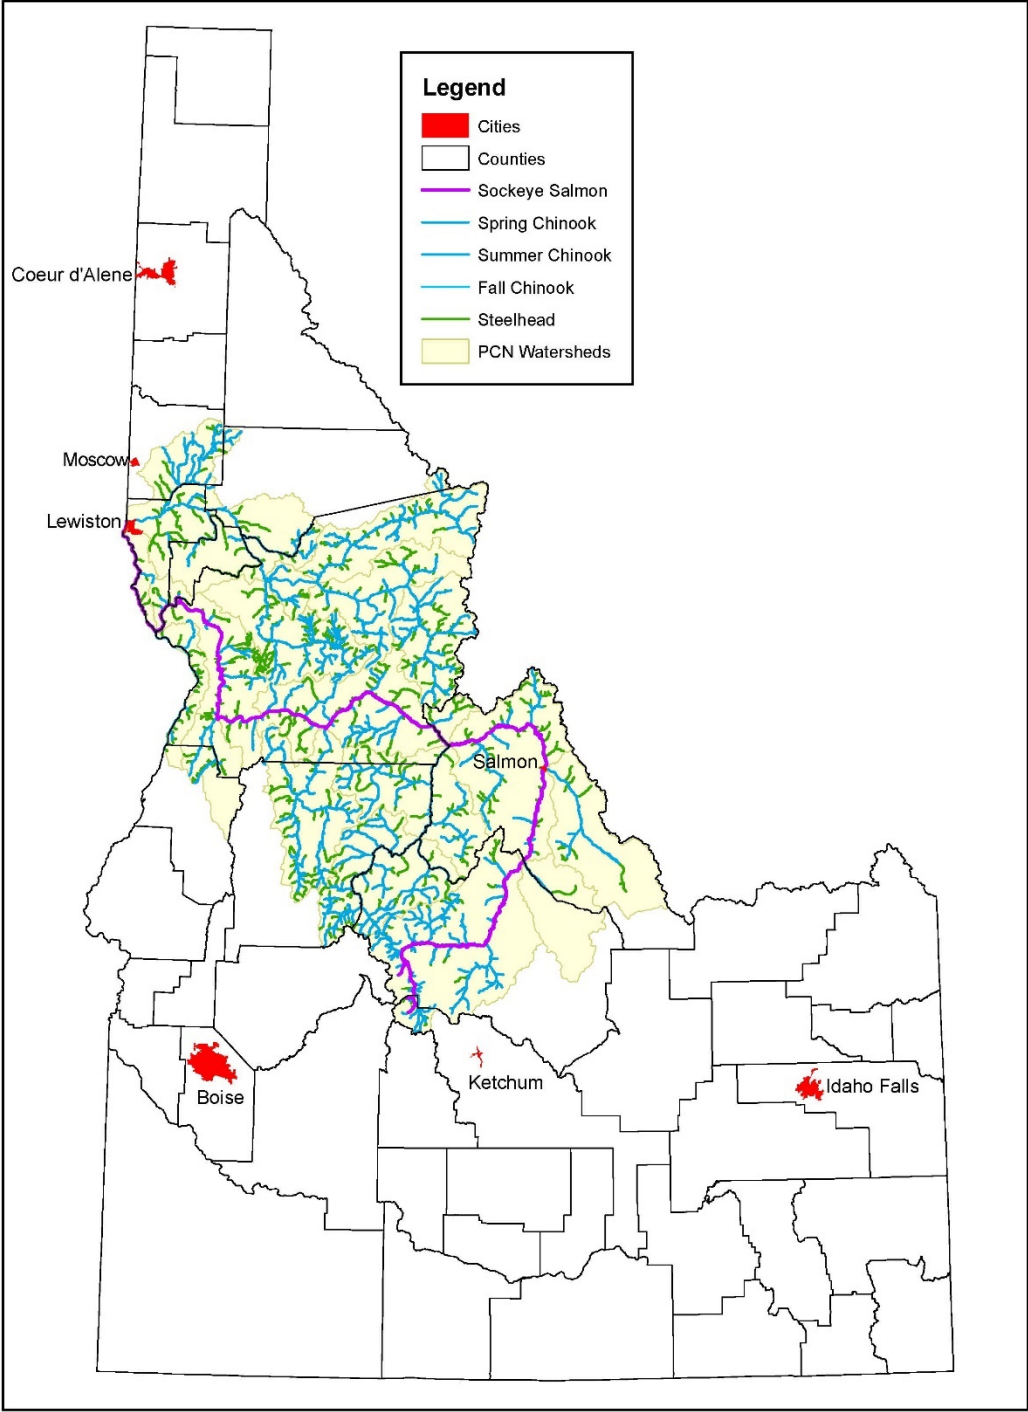 Legend
Cities
Counties
Sockeye Salmon
Spring Chinook
Summer Chinook
Fall Chinook
Steelhead
PCN Watersheds
Coeur d'Alene
Moscow
Lewiston
Salmon
Ketchum
Boise
Idaho Falls